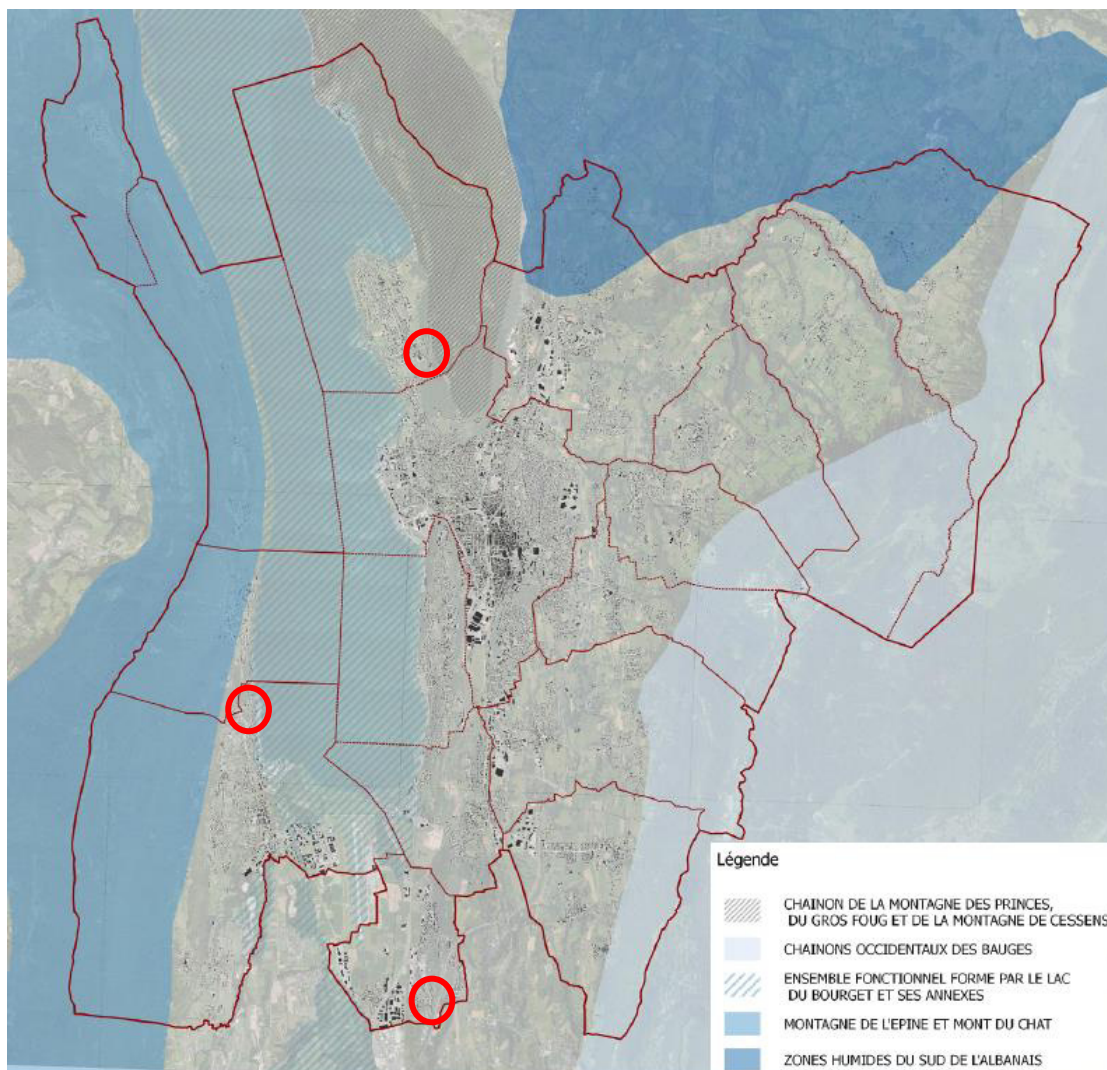 Légende
CHAINON DE LA MONTAGNE DES PRINCES,
DU GROS FOUG ET DE LA MONTAGNE DE CESSENS
CHAINONS OCCIDENTAUX DES BAUGES
ENSEMBLE FONCTIONNEL FORME PAR LE LAC
DU BOURGET ET SES ANNEXES
MONTAGNE DE L'EPINE ET MONT DU CHAT
ZONES HUMIDES DU SUD DE L'ALBANAIS